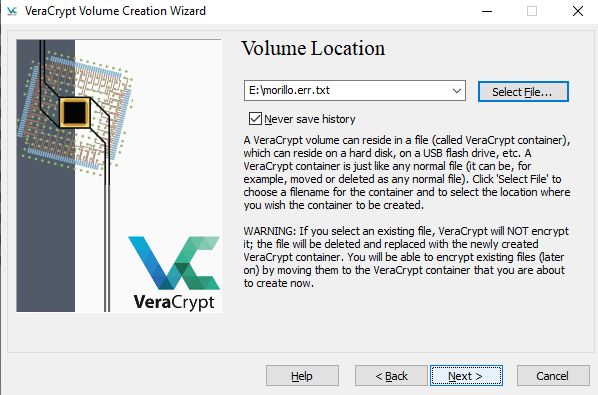 VeraCrypt Volume Creation Wizard
Volume Location
E:\morillo.err.txt
Select File...
Never save history
A VeraCrypt volume can reside in a file (called VeraCrypt container),
which can reside on a hard disk, on a USB flash drive, etc. A
VeraCrypt container is just like any normal file (it can be, for
example, moved or deleted as any normal file). Click 'Select File' to
choose a filename for the container and to select the location where
you wish the container to be created.
WARNING: If you select an existing file, VeraCrypt will NOT encrypt
it; the file will be deleted and replaced with the newly created
VeraCrypt container. You will be able to encrypt existing files (later
on) by moving them to the VeraCrypt container that you are about
to create now.
VeraCrypt
Help
< Back
Next >
Cancel